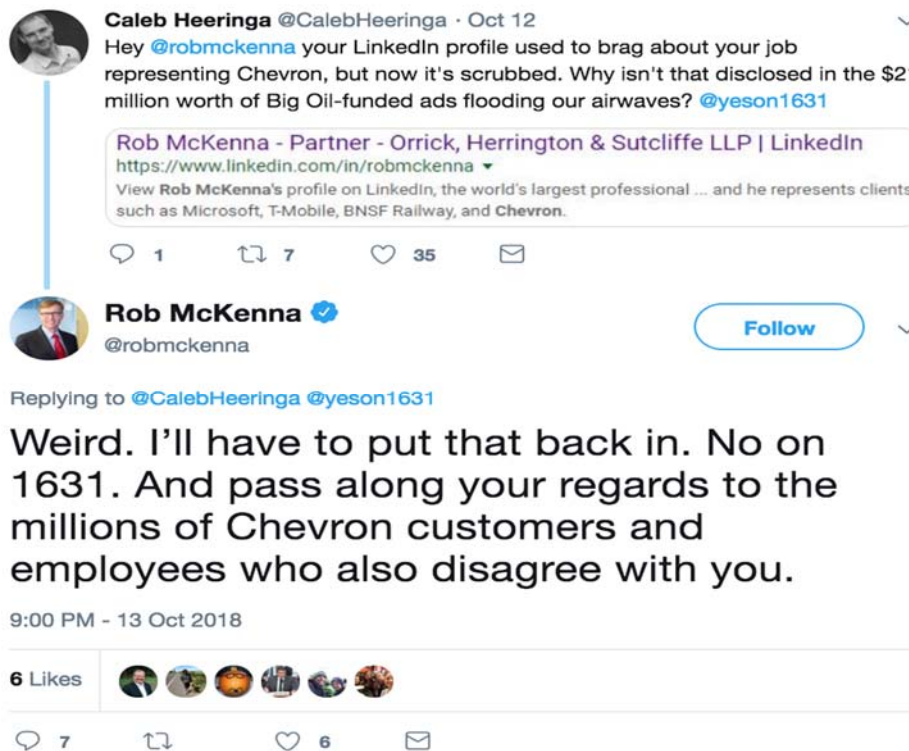 Caleb Heeringa @CalebHeeringa · Oct 12
Hey @robmckenna your LinkedIn profile used to brag about your job
representing Chevron, but now it's scrubbed. Why isn't that disclosed in the
million worth of Big Oil-funded ads flooding our airwaves? @yeson1631
Rob McKenna - Partner - Orrick, Herrington & Sutcliffe LLP | LinkedIn
https://www.linkedin.com/in/robmckenna
View Rob McKenna's profile on LinkedIn, the world's largest professional ... and he represents clients
such as Microsoft, T-Mobile, BNSF Railway, and Chevron.
1 7 35
Rob McKenna
@robmckenna
Follow
Replying to @CalebHeeringa @yeson1631
Weird. I'll have to put that back in. No on
1631. And pass along your regards to the
millions of Chevron customers and
employees who also disagree with you.
9:00 PM - 13 Oct 2018
6 Likes
7 6